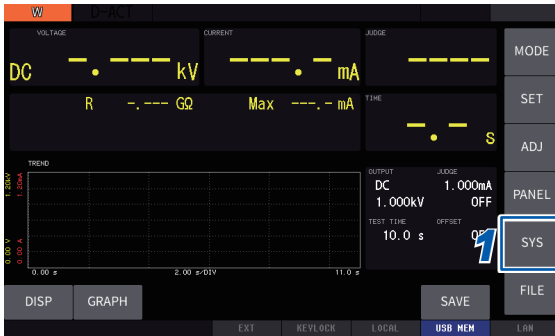 W D-ACT
VOLTAGE CURRENT JUDGE
DC -.--- kV -.--- mA ----
MODE
R -.--- GΩ Max ---.- mA TIME
-.- s
SET
ADJ
TREND
1.20kV 1.20mA
0.00 V 0.00 A
0.00 s 2.00 s/DIV 11.0 s
OUTPUT JUDGE
DC 1.000mA
1.000kV OFF
TEST TIME OFFSET
10.0 s
PANEL
1
SYS
FILE
DISP GRAPH SAVE
EXT KEYLOCK LOCAL USB MEM LAN